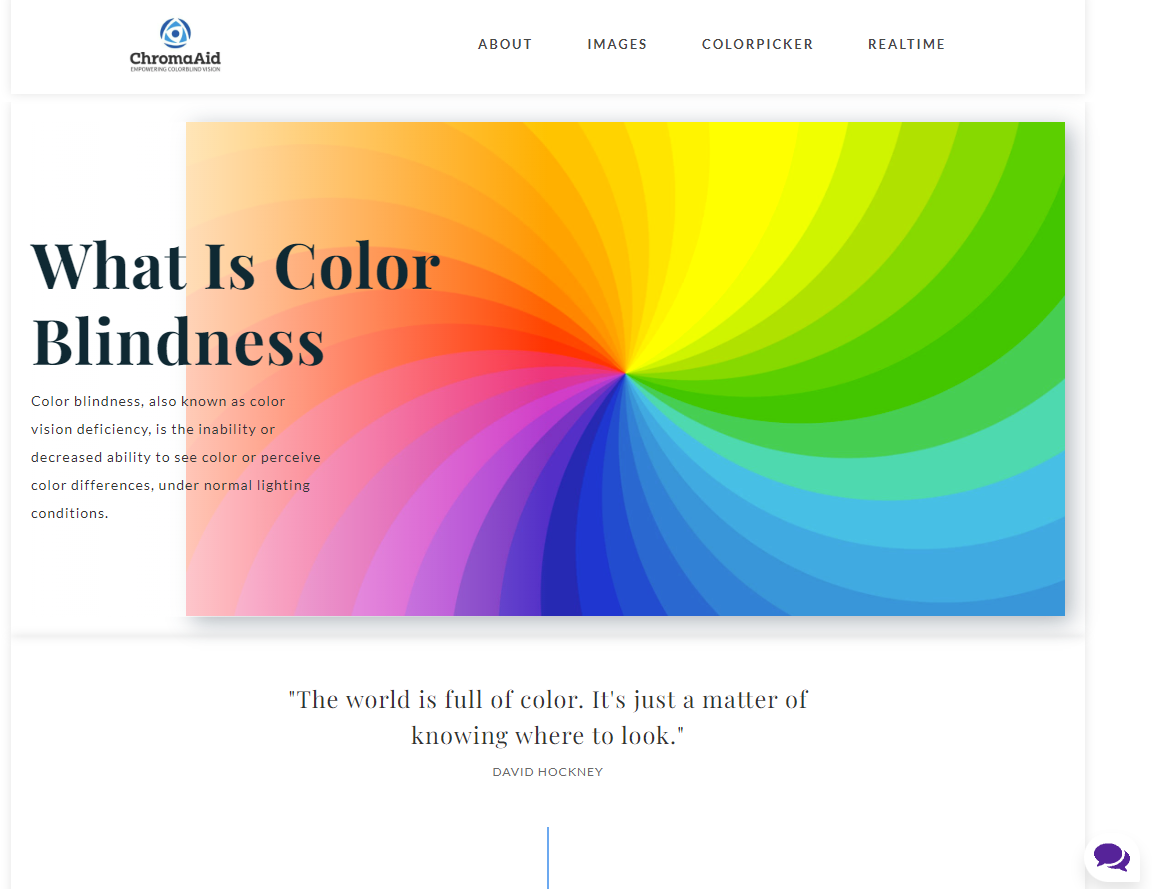 ChromaAid
EMPOWERING COLORBLIND VISION
ABOUT IMAGES COLORPICKER REALTIME
What Is Color
Blindness
Color blindness, also known as color
vision deficiency, is the inability or
decreased ability to see color or perceive
color differences, under normal lighting
conditions.
"The world is full of color. It's just a matter of
knowing where to look."
DAVID HOCKNEY